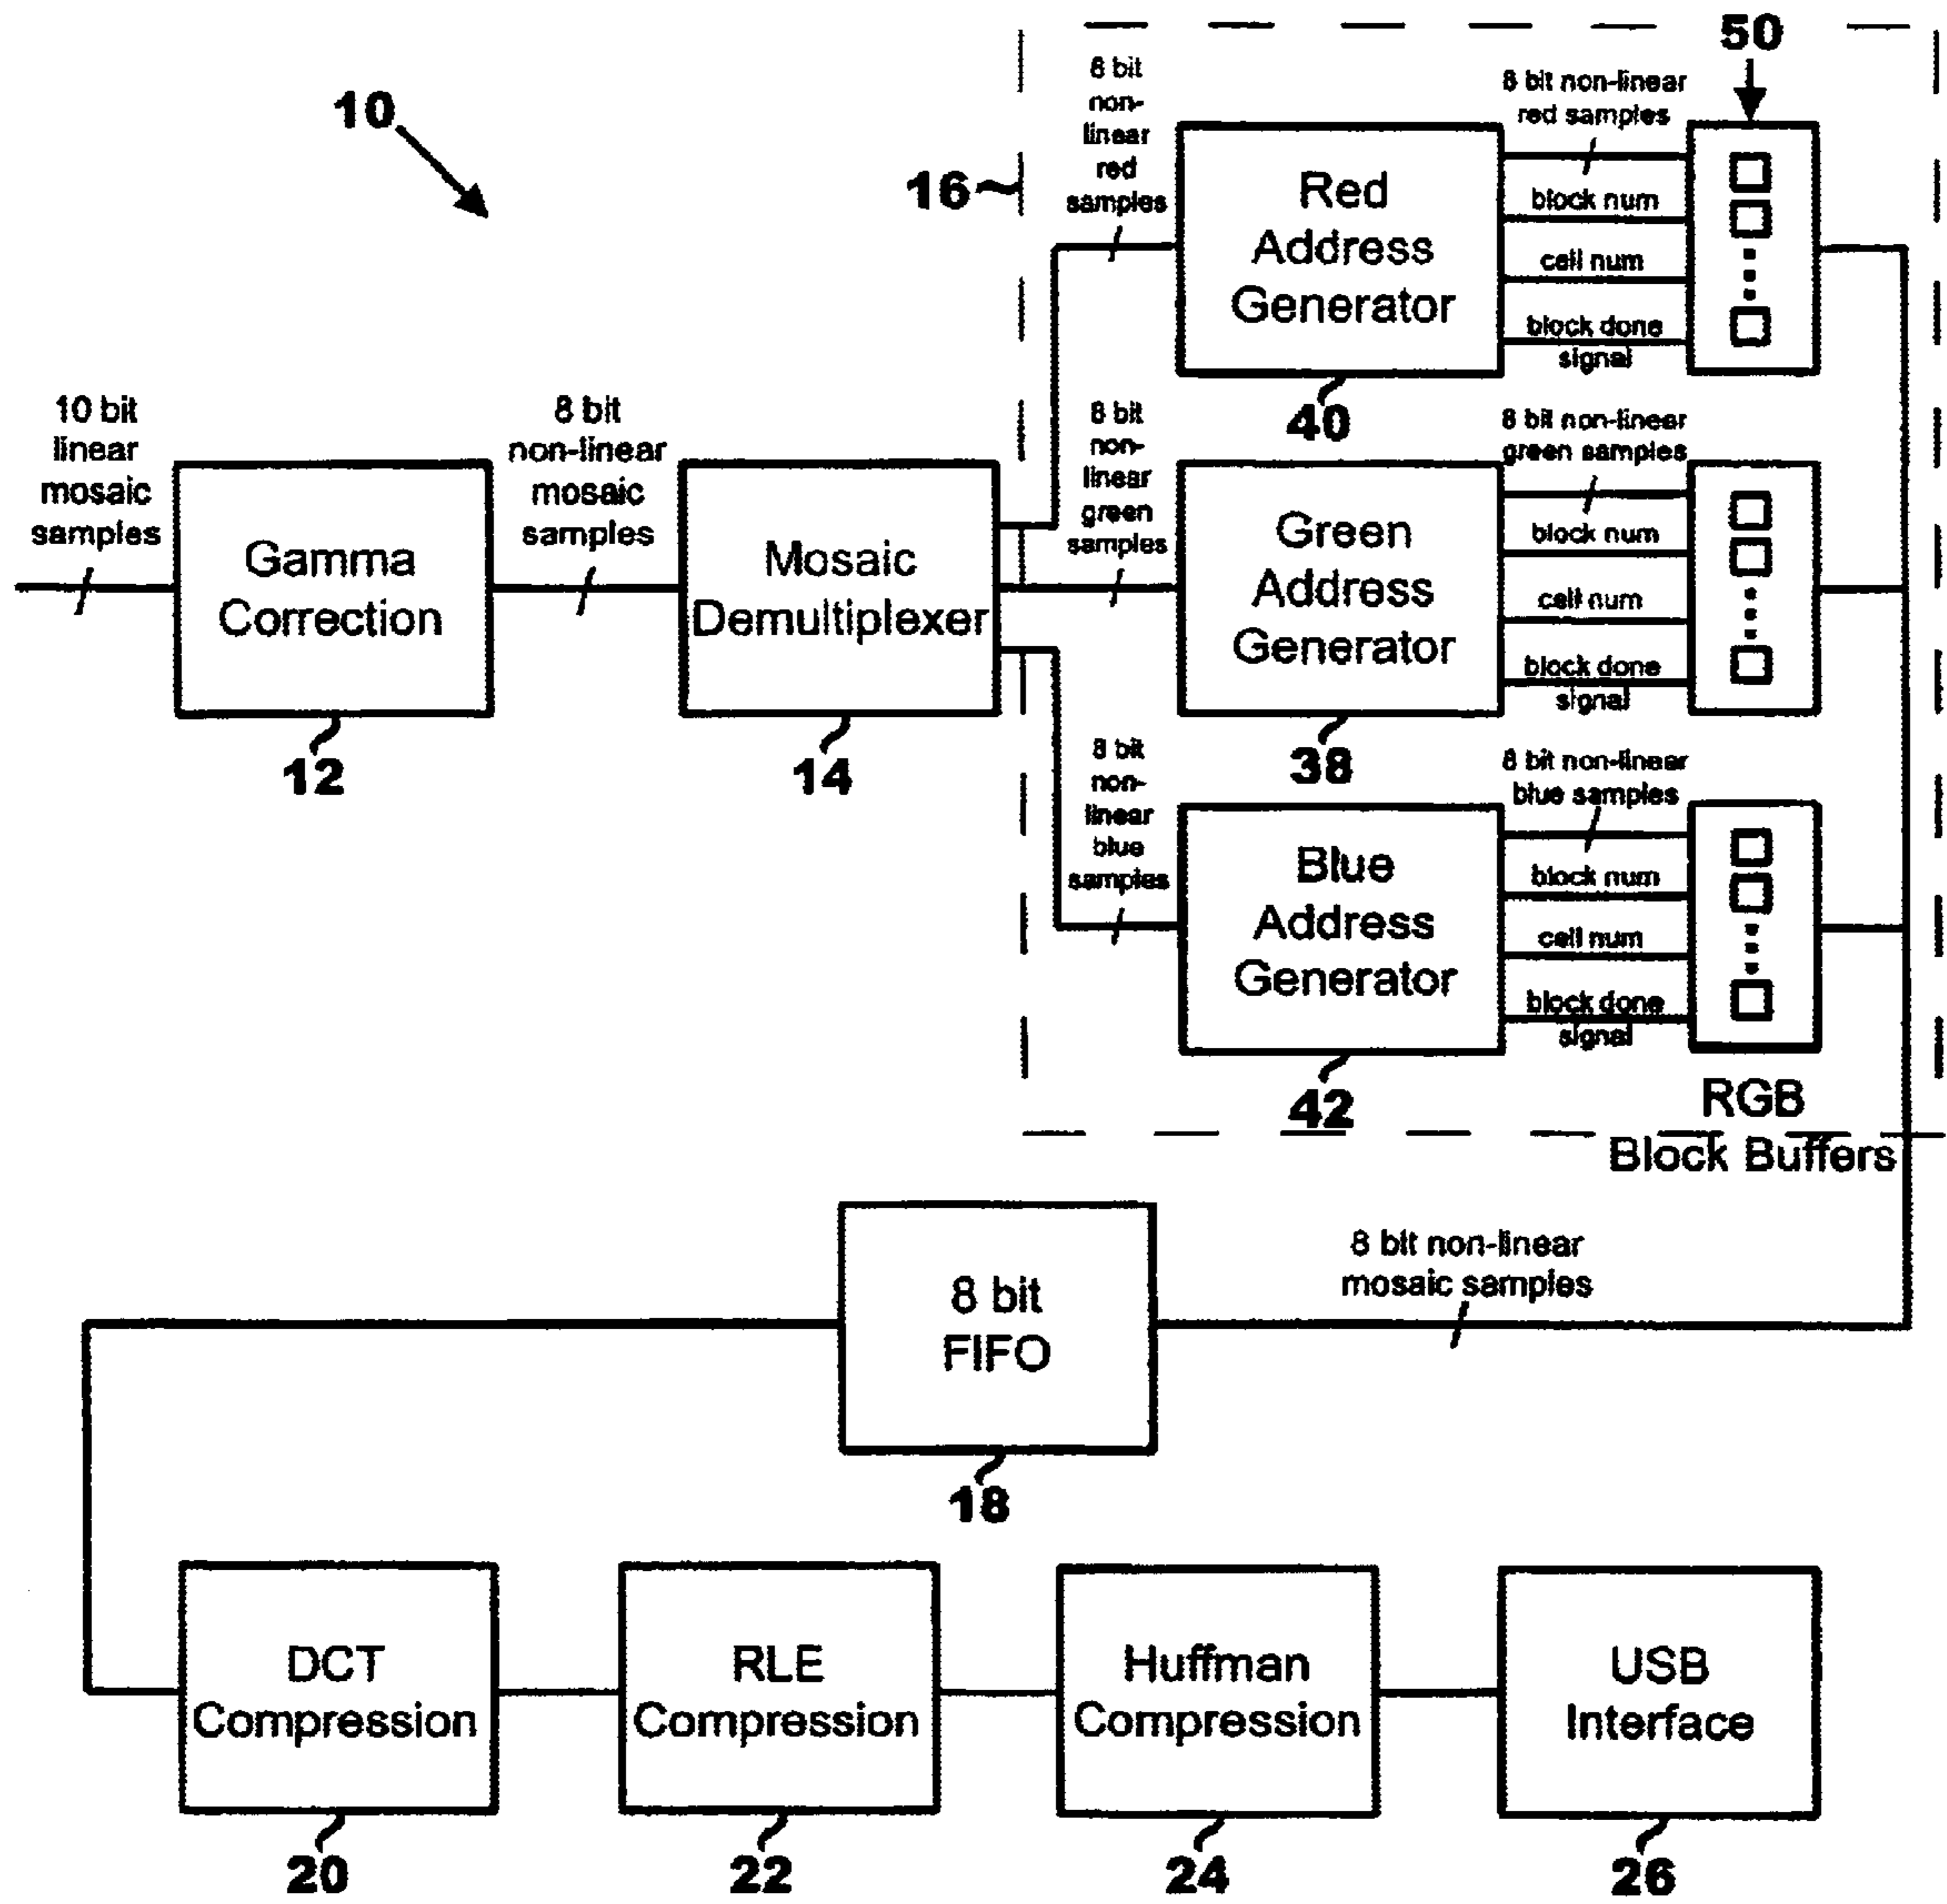 10
16
50
8 bit
non-
linear
red
samples
Red
Address
Generator
40
8 bit non-linear
red samples
block num
cell num
block done
signal
10 bit
linear
mosaic
samples
Gamma
Correction
12
8 bit
non-linear
mosaic
samples
Mosaic
Demultiplexer
14
8 bit
non-
linear
green
samples
Green
Address
Generator
38
8 bit non-linear
green samples
block num
cell num
block done
signal
8 bit
non-
linear
blue
samples
Blue
Address
Generator
42
8 bit non-linear
blue samples
block num
cell num
block done
signal
RGB
Block Buffers
8 bit
FIFO
18
8 bit non-linear
mosaic samples
DCT
Compression
20
RLE
Compression
22
Huffman
Compression
24
USB
Interface
26